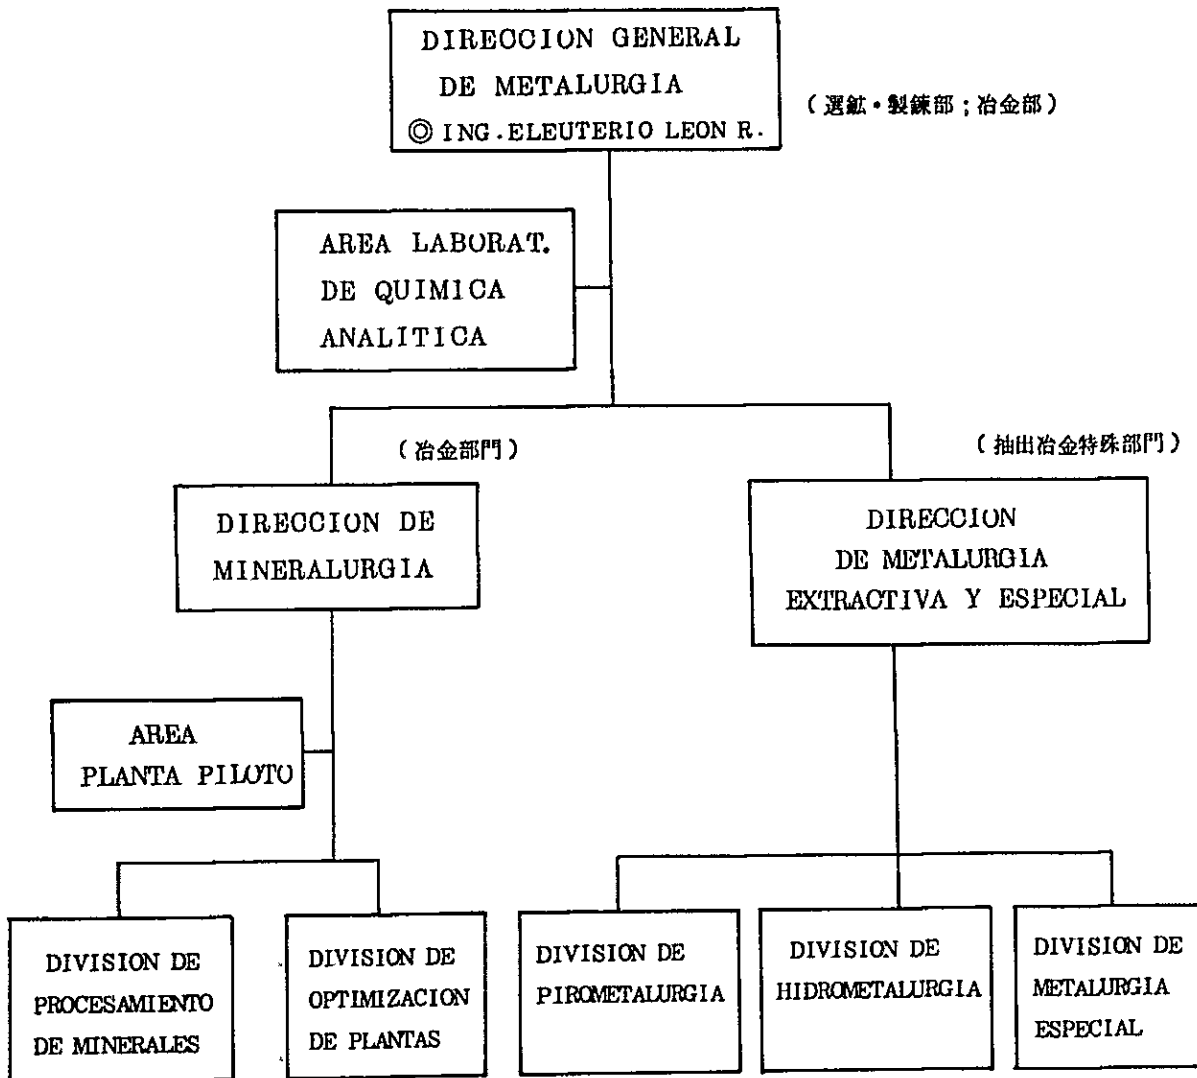 DIRECCION GENERAL
DE METALURGIA
◎ ING.ELEUTERIO LEON R.
(選鉱・製錬部;冶金部)
AREA LABORAT.
DE QUIMICA
ANALITICA
(冶金部門)
(抽出冶金特殊部門)
DIRECCION DE
MINERALURGIA
DIRECCION
DE METALURGIA
EXTRACTIVA Y ESPECIAL
AREA
PLANTA PILOTO
DIVISION DE
PROCESAMIENTO
DE MINERALES
DIVISION DE
OPTIMIZACION
DE PLANTAS
DIVISION DE
PIROMETALURGIA
DIVISION DE
HIDROMETALURGIA
DIVISION DE
METALURGIA
ESPECIAL